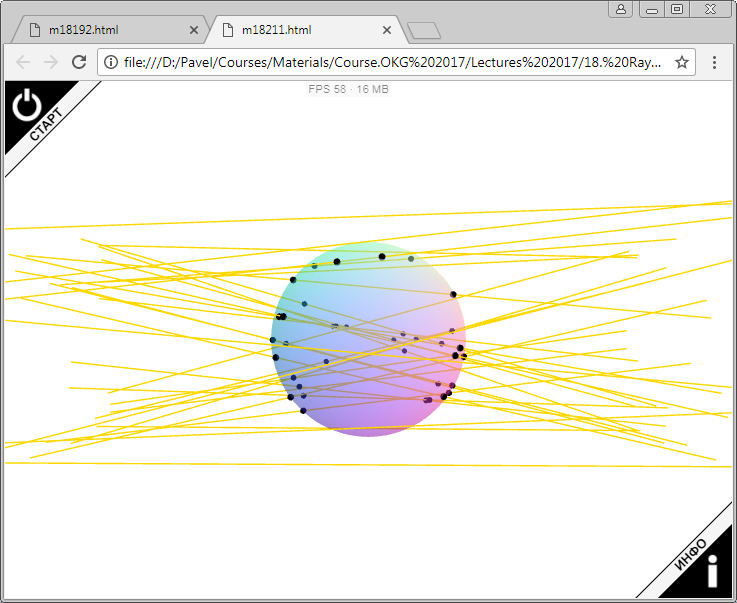 m18192.html
m18211.html
file:///D:/Pavel/Courses/Materials/Course.OKG%202017/Lectures%202017/18.%20Ray...
FPS 58 · 16 MB
СТАРТ
ИНФО
i